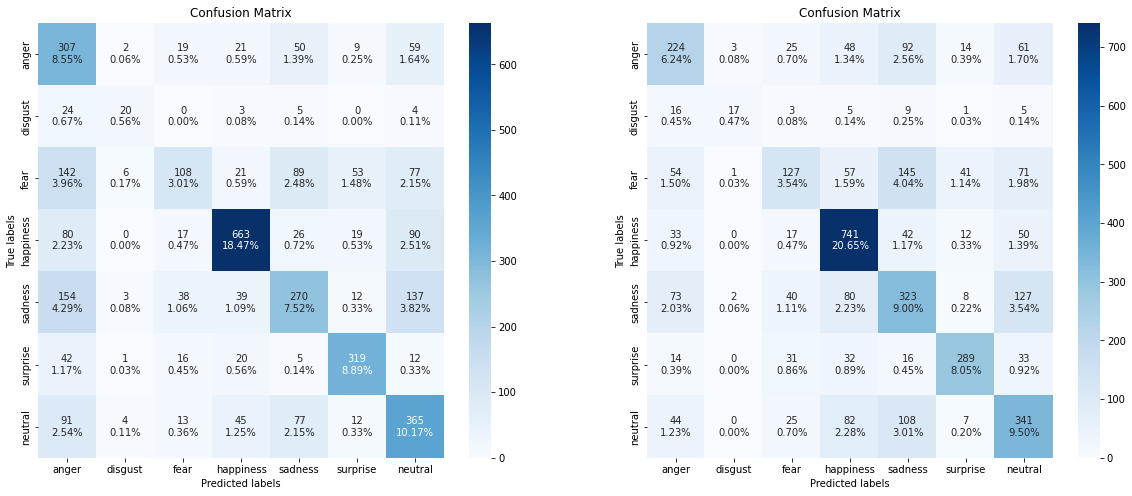 Confusion Matrix
anger 307 2 19 21 50 9 59
8.55% 0.06% 0.53% 0.59% 1.39% 0.25% 1.64%
disgust 24 20 0 3 5 0 4
0.67% 0.56% 0.00% 0.08% 0.14% 0.00% 0.11%
fear 142 6 108 21 89 53 77
3.96% 0.17% 3.01% 0.59% 2.48% 1.48% 2.15%
True labels
happiness 80 0 17 663 26 19 90
2.23% 0.00% 0.47% 18.47% 0.72% 0.53% 2.51%
sadness 154 3 38 39 270 12 137
4.29% 0.08% 1.06% 1.09% 7.52% 0.33% 3.82%
surprise 42 1 16 20 5 319 12
1.17% 0.03% 0.45% 0.56% 0.14% 8.89% 0.33%
neutral 91 4 13 45 77 12 365
2.54% 0.11% 0.36% 1.25% 2.15% 0.33% 10.17%
anger disgust fear happiness sadness surprise neutral
Predicted labels
600
500
400
300
200
100
0
Confusion Matrix
anger 224 3 25 48 92 14 61
6.24% 0.08% 0.70% 1.34% 2.56% 0.39% 1.70%
disgust 16 17 3 5 9 1 5
0.45% 0.47% 0.08% 0.14% 0.25% 0.03% 0.14%
fear 54 1 127 57 145 41 71
1.50% 0.03% 3.54% 1.59% 4.04% 1.14% 1.98%
True labels
happiness 33 0 17 741 42 12 50
0.92% 0.00% 0.47% 20.65% 1.17% 0.33% 1.39%
sadness 73 2 40 80 323 8 127
2.03% 0.06% 1.11% 2.23% 9.00% 0.22% 3.54%
surprise 14 0 31 32 16 289 33
0.39% 0.00% 0.86% 0.89% 0.45% 8.05% 0.92%
neutral 44 0 25 82 108 7 341
1.23% 0.00% 0.70% 2.28% 3.01% 0.20% 9.50%
anger disgust fear happiness sadness surprise neutral
Predicted labels
700
600
500
400
300
200
100
0